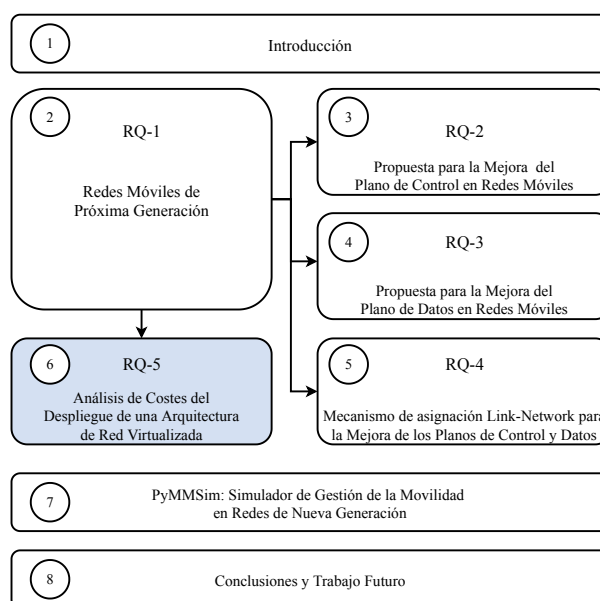 1
Introducción
2
RQ-1
Redes Móviles de
Próxima Generación
3
RQ-2
Propuesta para la Mejora del
Plano de Control en Redes Móviles
4
RQ-3
Propuesta para la Mejora del
Plano de Datos en Redes Móviles
6
RQ-5
Análisis de Costes del
Despliegue de una Arquitectura
de Red Virtualizada
5
RQ-4
Mecanismo de asignación Link-Network para
la Mejora de los Planos de Control y Datos
7
PyMMSim: Simulador de Gestión de la Movilidad
en Redes de Nueva Generación
8
Conclusiones y Trabajo Futuro